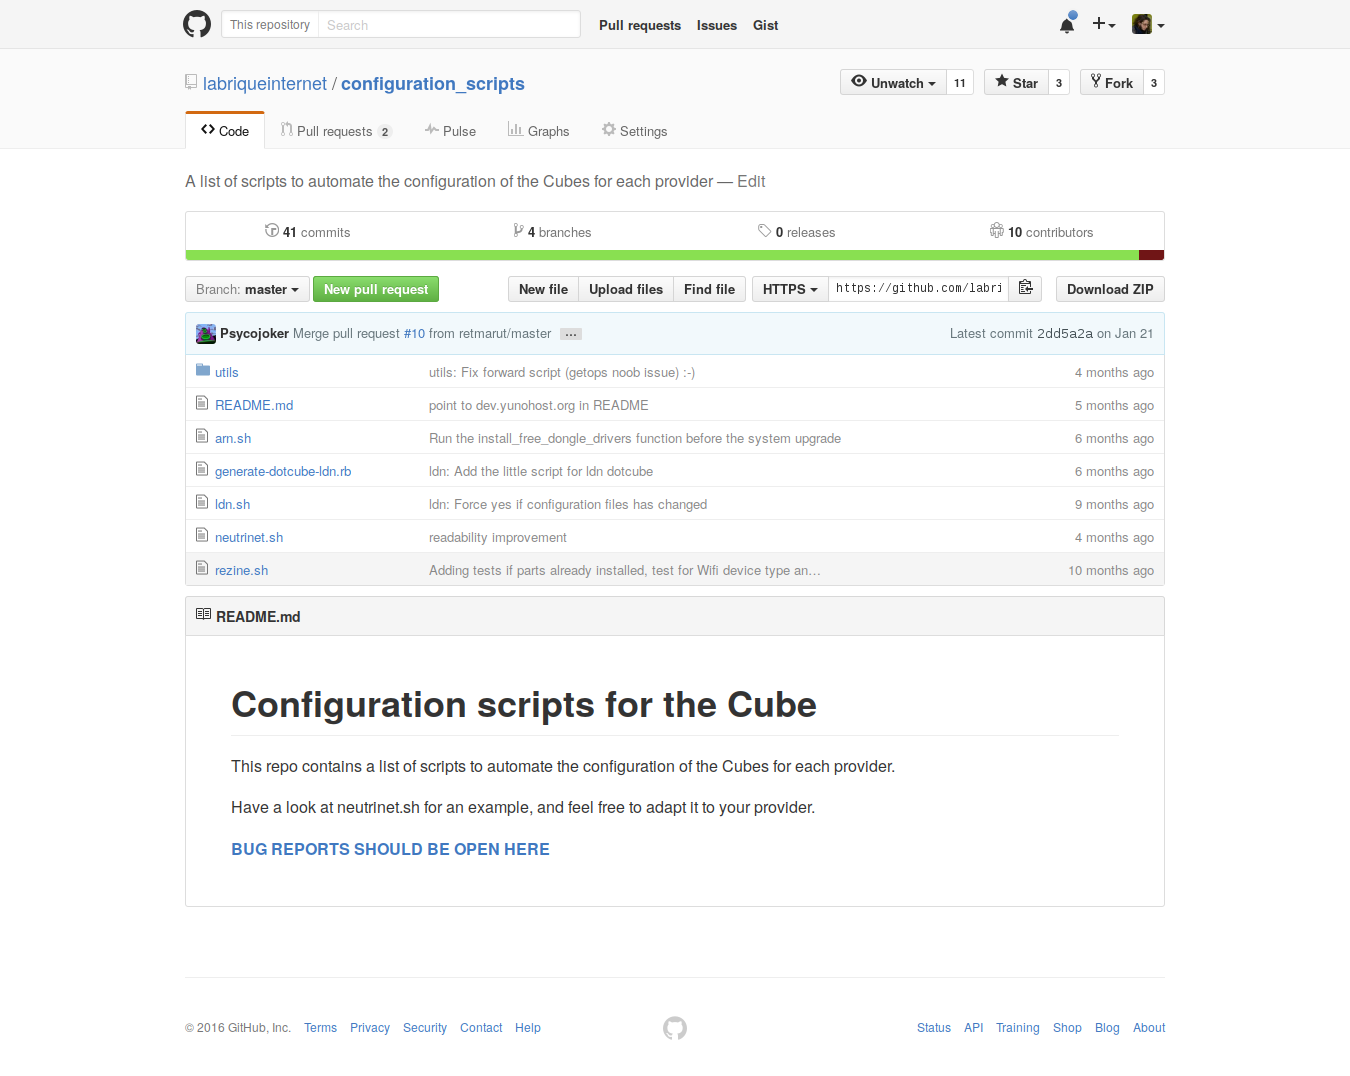 This repository Search Pull requests Issues Gist
labriqueinternet / configuration_scripts Unwatch 11 Star 3 Fork 3
Code Pull requests 2 Pulse Graphs Settings
A list of scripts to automate the configuration of the Cubes for each provider — Edit
41 commits 4 branches 0 releases 10 contributors
Branch: master New pull request New file Upload files Find file HTTPS https://github.com/labri Download ZIP
Psycojoker Merge pull request #10 from retmarut/master … Latest commit 2dd5a2a on Jan 21
utils utils: Fix forward script (getops noob issue) :-) 4 months ago
README.md point to dev.yunohost.org in README 5 months ago
arn.sh Run the install_free_dongle_drivers function before the system upgrade 6 months ago
generate-dotcube-ldn.rb ldn: Add the little script for ldn dotcube 6 months ago
ldn.sh ldn: Force yes if configuration files has changed 9 months ago
neutrinet.sh readability improvement 4 months ago
rezine.sh Adding tests if parts already installed, test for Wifi device type an… 10 months ago
README.md
Configuration scripts for the Cube
This repo contains a list of scripts to automate the configuration of the Cubes for each provider.
Have a look at neutrinet.sh for an example, and feel free to adapt it to your provider.
BUG REPORTS SHOULD BE OPEN HERE
© 2016 GitHub, Inc. Terms Privacy Security Contact Help Status API Training Shop Blog About